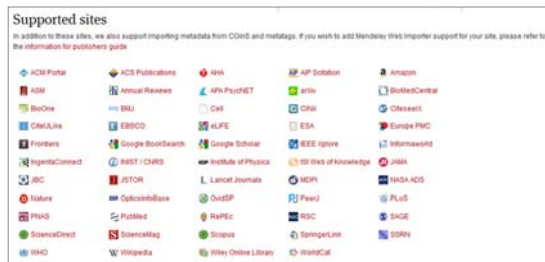 Supported sites
In addition to these sites, we also support importing metadata from COinS and metatags. If you wish to add Mendeley Web Importer support for your site, please refer to
the information for publishers guide
ACM Portal ACS Publications AHA AIP Scitation Amazon
ASM Annual Reviews APA PsycNET arXiv BioMedCentral
BioOne BMJ Cell CiNii CiteseerX
CiteULike EBSCO eLIFE ESA Europe PMC
Frontiers Google BookSearch Google Scholar IEEE Xplore Informaworld
IngentaConnect INIST / CNRS Institute of Physics ISI Web of Knowledge JAMA
JBC JSTOR Lancet Journals MDPI NASA ADS
Nature OpticsInfoBase OvidSP PeerJ PLoS
PNAS PubMed RePEc RSC SAGE
ScienceDirect ScienceMag Scopus SpringerLink SSRN
WHO Wikipedia Wiley Online Library WorldCat